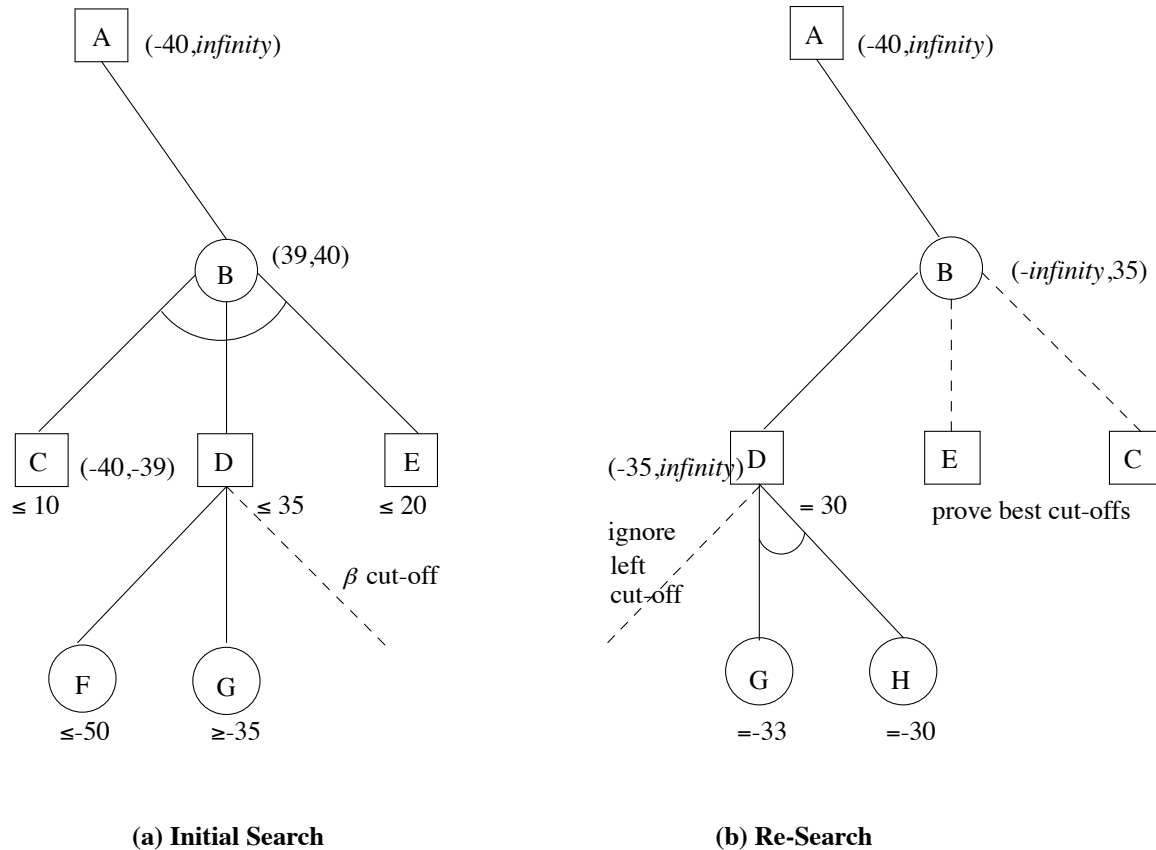 A
(-40,infinity)
B
(39,40)
C
(-40,-39)
D
E
≤ 10
≤ 35
≤ 20
β cut-off
F
G
≤-50
≥-35
(a) Initial Search
A
(-40,infinity)
B
(-infinity,35)
(-35,infinity)
D
E
C
= 30
prove best cut-offs
ignore
left
cut-off
G
H
=-33
=-30
(b) Re-Search